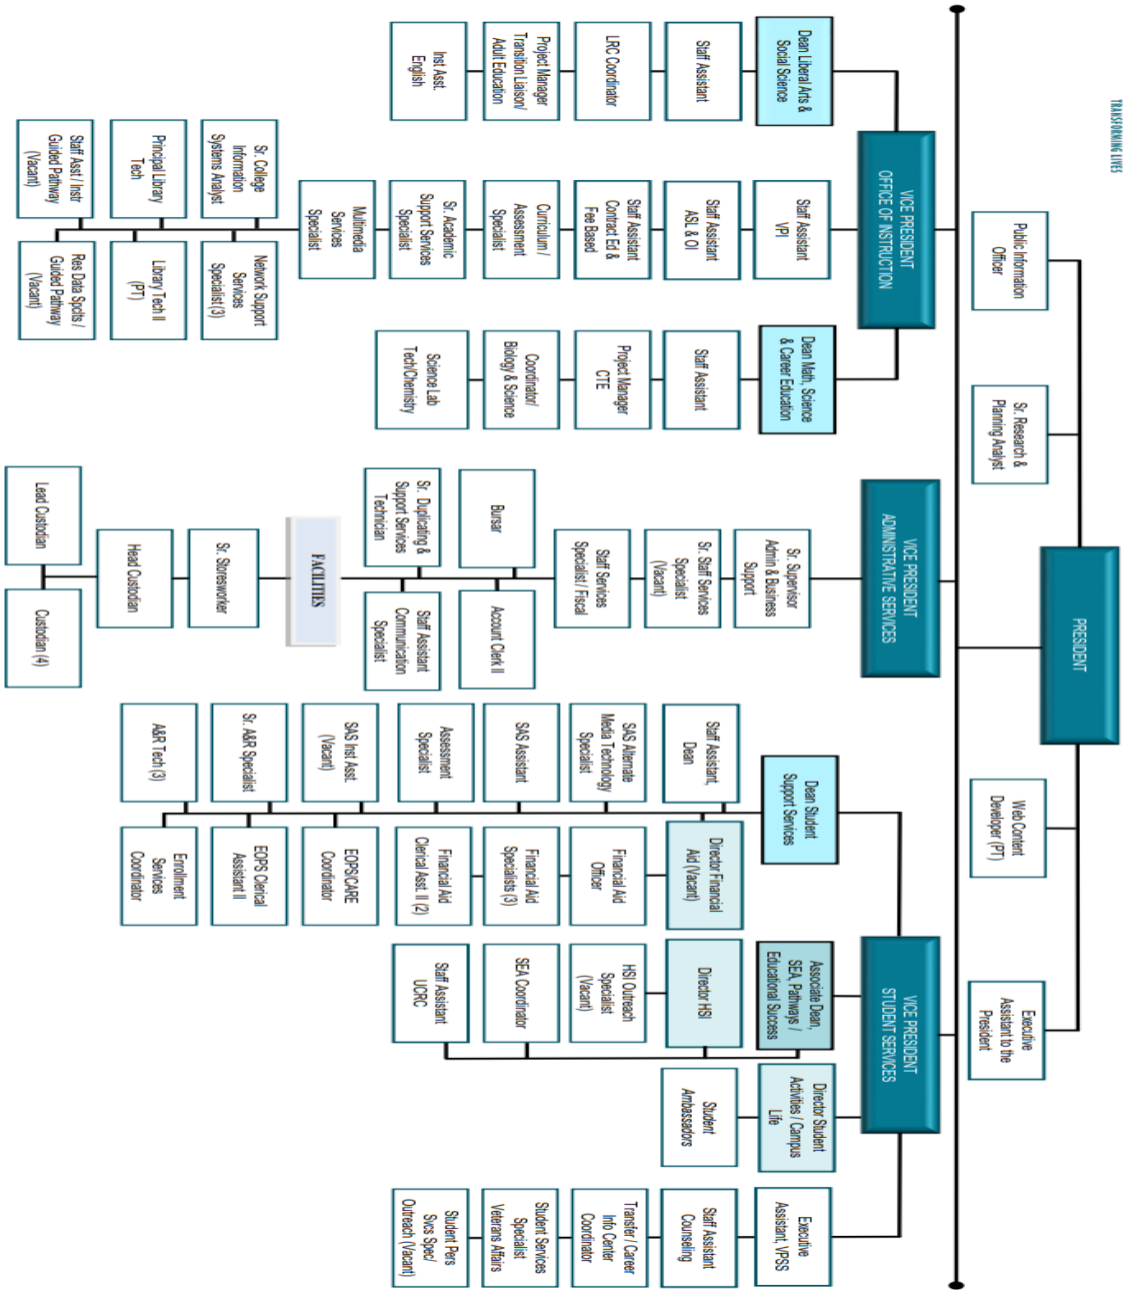 TRANSFORMING LIVES
PRESIDENT
Public Information
Officer
Sr. Research &
Planning Analyst
Web Content
Developer (PT)
Executive
Assistant to the
President
VICE PRESIDENT
OFFICE OF INSTRUCTION
VICE PRESIDENT
ADMINISTRATIVE SERVICES
VICE PRESIDENT
STUDENT SERVICES
Dean Liberal Arts &
Social Science
Staff Assistant
LRC Coordinator
Project Manager
Transition Liaison/
Adult Education
Inst Asst.
English
Staff Assistant
VPI
Staff Assistant
ASL & OI
Staff Assistant
Contract Ed &
Fee Based
Curriculum /
Assessment
Specialist
Sr. Academic
Support Services
Specialist
Multimedia
Services
Specialist
Sr. College
Information
Systems Analyst
Network Support
Services
Specialist (3)
Principal Library
Tech
Library Tech II
(PT)
Staff Asst / Instr
Guided Pathway
(Vacant)
Res Data Spclts /
Guided Pathway
(Vacant)
Dean Math, Science
& Career Education
Staff Assistant
Project Manager
CTE
Coordinator/
Biology & Science
Science Lab
Tech/Chemistry
Sr. Supervisor
Admin & Business
Support
Sr. Staff Services
Specialist
(Vacant)
Staff Services
Specialist / Fiscal
Bursar
Account Clerk II
Sr. Duplicating &
Support Services
Technician
Staff Assistant
Communication
Specialist
FACILITIES
Sr. Storesworker
Head Custodian
Lead Custodian
Custodian (4)
Dean Student
Support Services
Staff Assistant,
Dean
Director Financial
Aid (Vacant)
SAS Alternate
Media Technology
Specialist
Financial Aid
Officer
SAS Assistant
Financial Aid
Specialists (3)
Assessment
Specialist
Financial Aid
Clerical Asst. II (2)
SAS Inst Asst.
(Vacant)
EOPS/CARE
Coordinator
Sr. A&R Specialist
EOPS Clerical
Assistant II
A&R Tech (3)
Enrollment
Services
Coordinator
Associate Dean,
SEA, Pathways /
Educational Success
Director HSI
HSI Outreach
Specialist
(Vacant)
SEA Coordinator
Staff Assistant
UCRC
Director Student
Activities / Campus
Life
Student
Ambassadors
Executive
Assistant, VPSS
Staff Assistant
Counseling
Transfer / Career
Info Center
Coordinator
Student Services
Specialist
Veterans Affairs
Student Pers
Svcs Spec/
Outreach (Vacant)